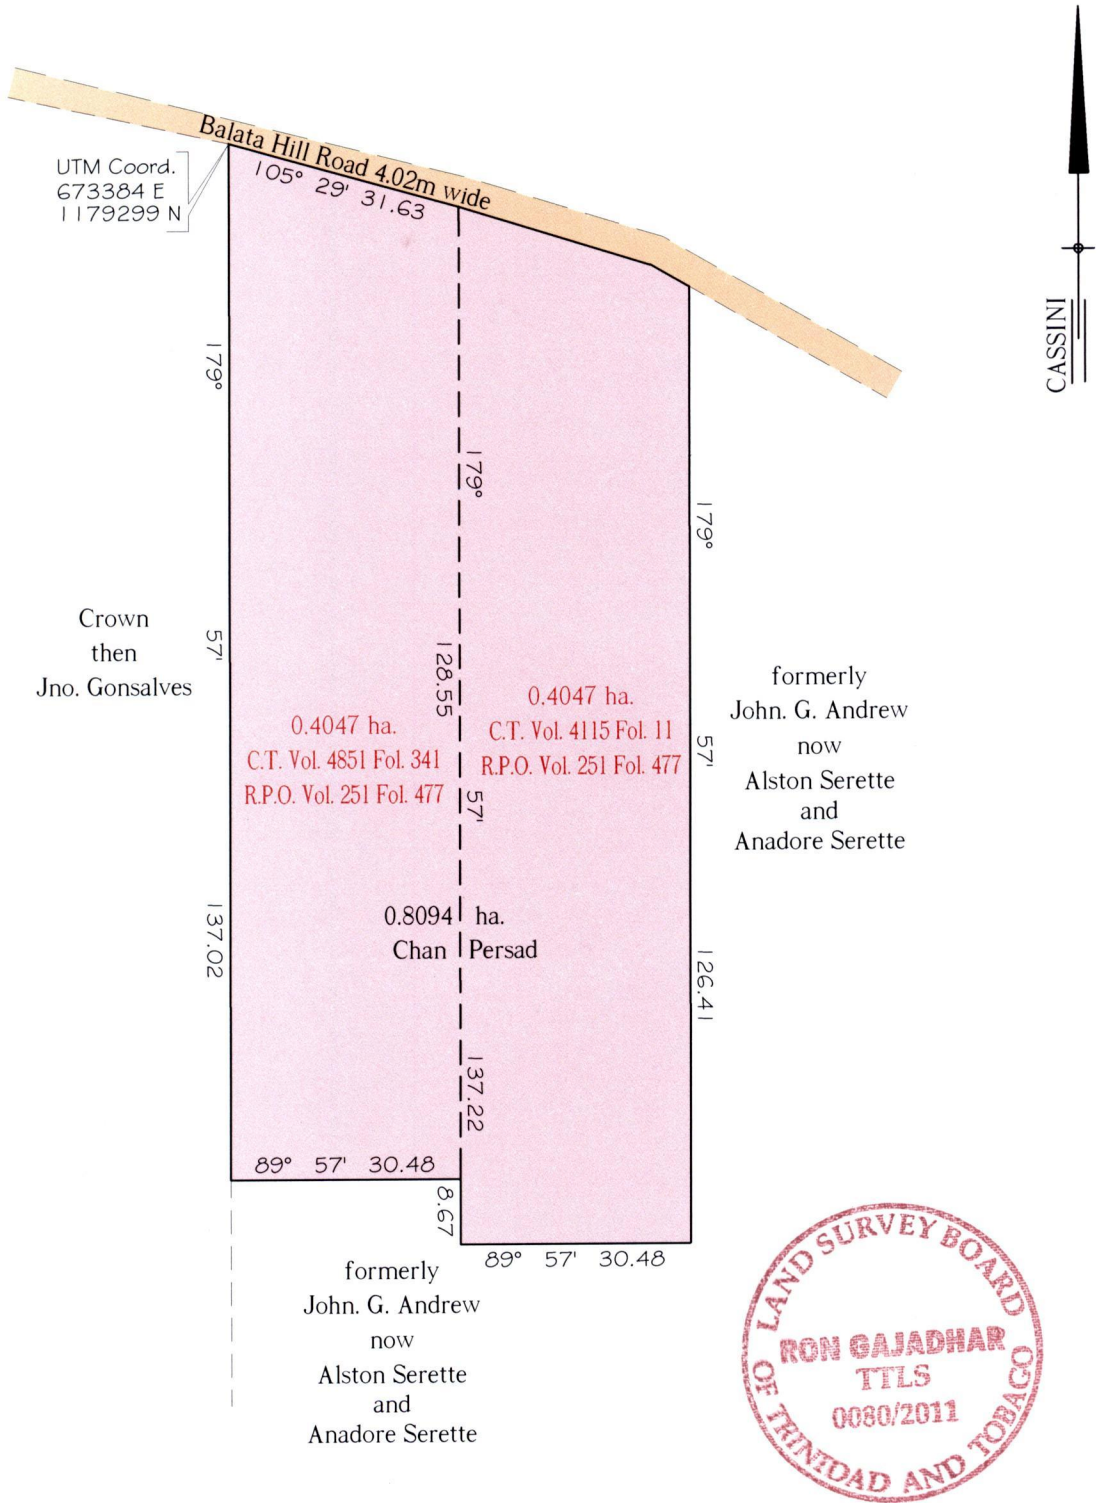 Balata Hill Road 4.02m wide
UTM Coord.
673384 E
1179299 N
105° 29' 31.63
CASSINI
179° 57' 137.02
179° 57' 137.22
128.55
179° 57' 126.41
Crown
then
Jno. Gonsalves
0.4047 ha.
C.T. Vol. 4851 Fol. 341
R.P.O. Vol. 251 Fol. 477
0.4047 ha.
C.T. Vol. 4115 Fol. 11
R.P.O. Vol. 251 Fol. 477
formerly
John. G. Andrew
now
Alston Serette
and
Anadore Serette
0.8094 ha.
Chan Persad
89° 57' 30.48
8.67
89° 57' 30.48
formerly
John. G. Andrew
now
Alston Serette
and
Anadore Serette
LAND SURVEY BOARD
OF TRINIDAD AND TOBAGO
RON GAJADHAR
TTLS
0080/2011